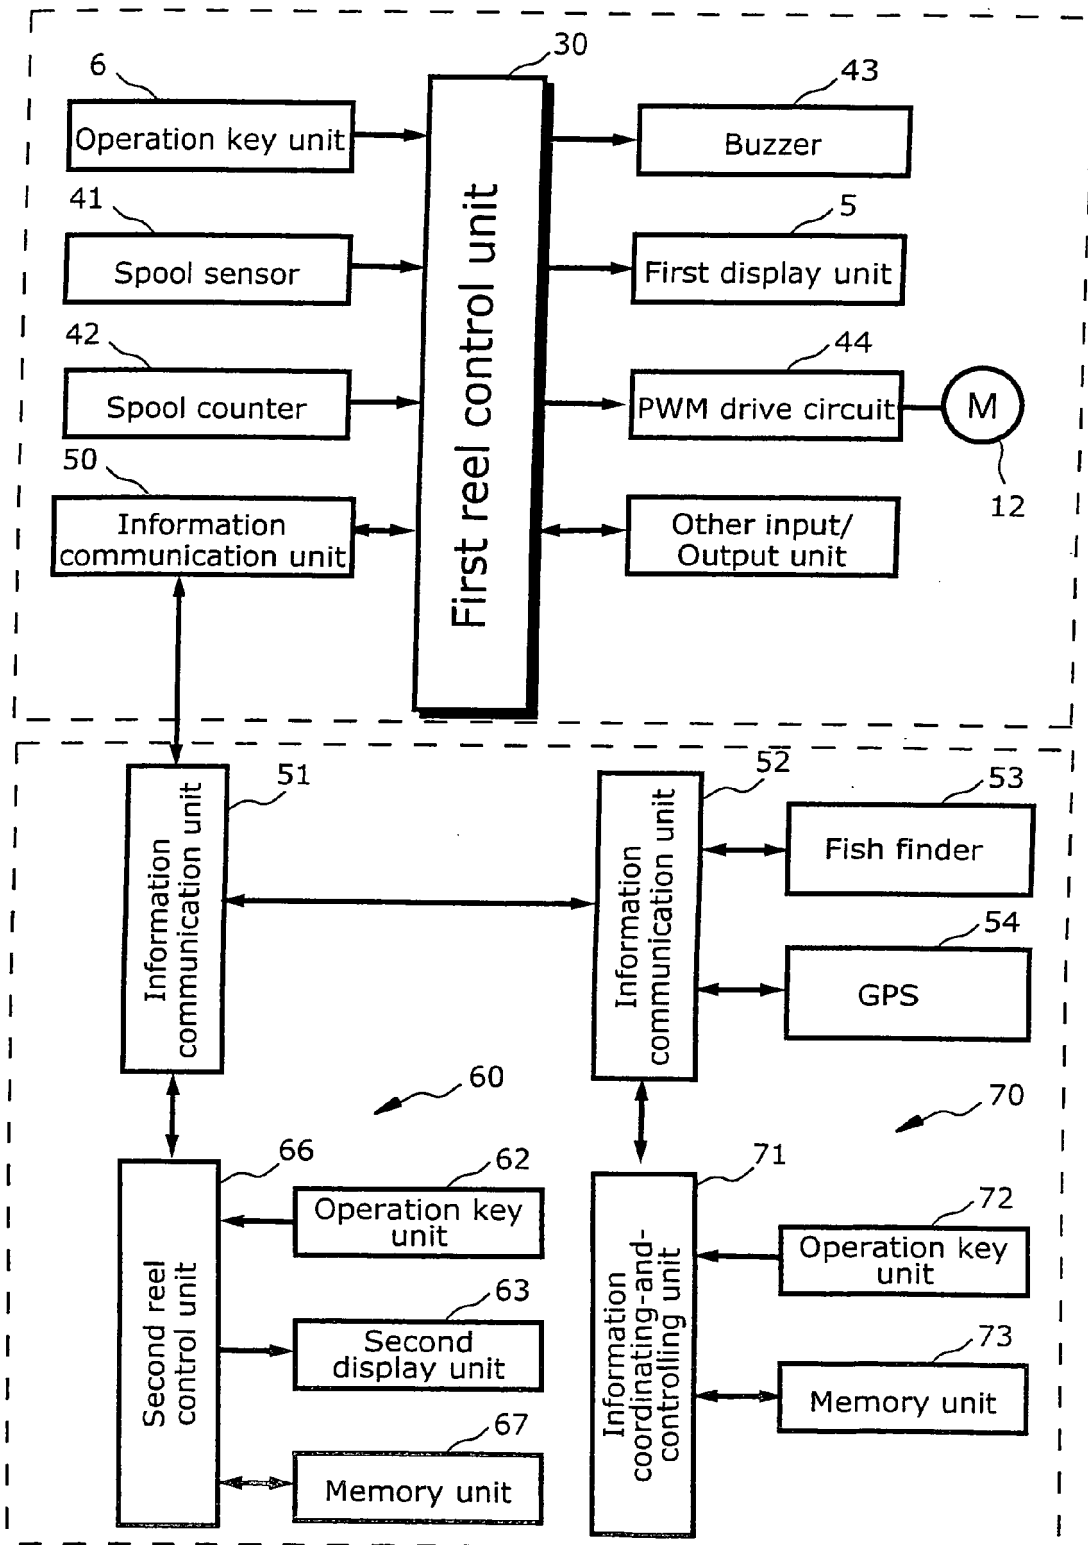 30
6
43
Operation key unit
Buzzer
41
5
Spool sensor
First display unit
First reel control unit
42
44
Spool counter
PWM drive circuit
M
12
50
Information
communication unit
Other input/
Output unit
51
52
53
Information
communication unit
Information
communication unit
Fish finder
54
GPS
60
70
66
62
71
72
Second reel
control unit
Operation key
unit
Information
coordinating-and-
controlling unit
Operation key
unit
63
Second
display unit
73
Memory unit
67
Memory unit